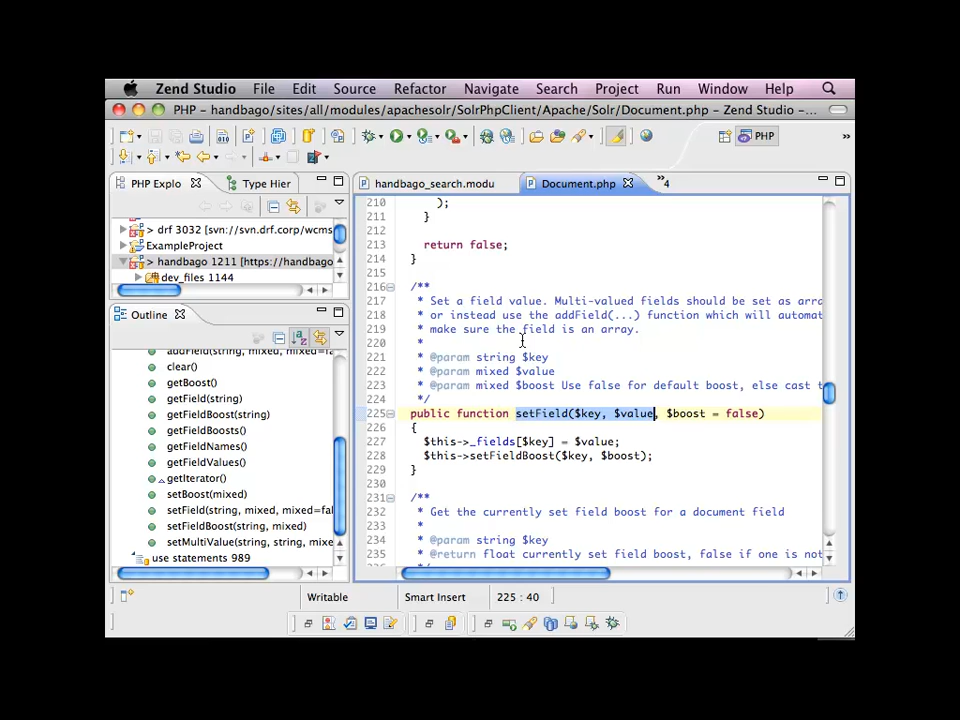 Zend Studio File Edit Source Refactor Navigate Search Project Run Window Help
PHP – handbago/sites/all/modules/apachesolr/SolrPhpClient/Apache/Solr/Document.php – Zend Studio –...
PHP
»
PHP Explo
Type Hier
handbago_search.modu
Document.php
»4
> drf 3032 [svn://svn.drf.corp/wcms
ExampleProject
> handbago 1211 [https://handbago
dev_files 1144
Outline
addField(string, mixed, mixed=fa
clear()
getBoost()
getField(string)
getFieldBoost(string)
getFieldBoosts()
getFieldNames()
getFieldValues()
getIterator()
setBoost(mixed)
setField(string, mixed, mixed=fal
setFieldBoost(string, mixed)
setMultiValue(string, string, mixe
use statements 989
210 );
211 }
212
213 return false;
214 }
215
216 /**
217 * Set a field value. Multi-valued fields should be set as arra
218 * or instead use the addField(...) function which will automat
219 * make sure the field is an array.
220 *
221 * @param string $key
222 * @param mixed $value
223 * @param mixed $boost Use false for default boost, else cast t
224 */
225 public function setField($key, $value, $boost = false)
226 {
227 $this->_fields[$key] = $value;
228 $this->setFieldBoost($key, $boost);
229 }
230
231 /**
232 * Get the currently set field boost for a document field
233 *
234 * @param string $key
235 * @return float currently set field boost, false if one is not
*/
Writable Smart Insert 225 : 40